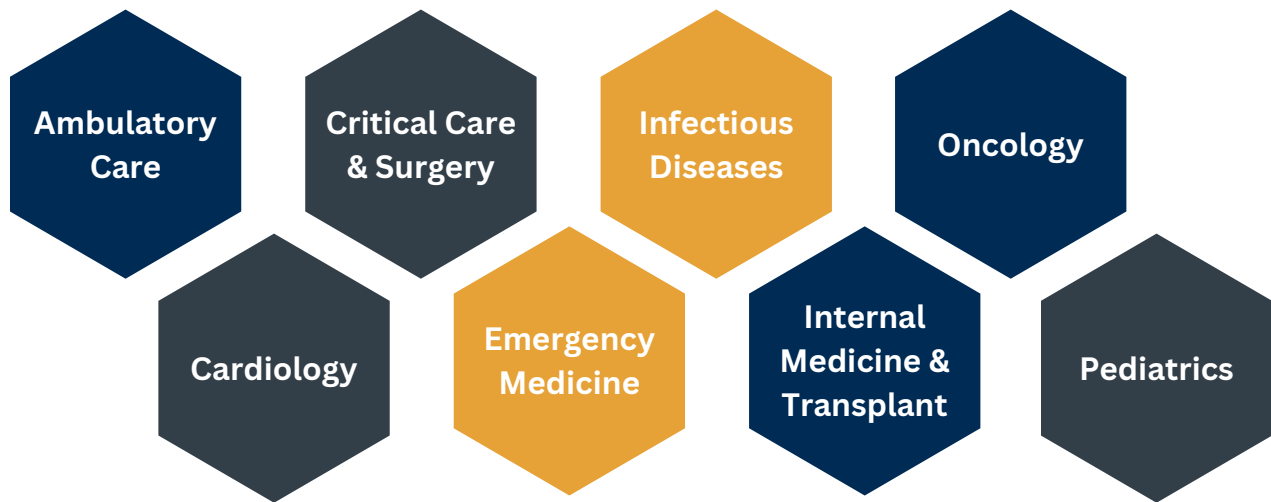 Ambulatory
Care
Critical Care
& Surgery
Infectious
Diseases
Oncology
Cardiology
Emergency
Medicine
Internal
Medicine &
Transplant
Pediatrics